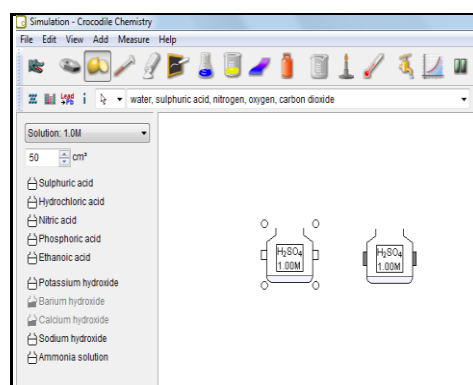 Simulation - Crocodile Chemistry
File Edit View Add Measure Help
Lead
→Pb
water, sulphuric acid, nitrogen, oxygen, carbon dioxide
Solution: 1.0M
50 cm³
Sulphuric acid
Hydrochloric acid
Nitric acid
Phosphoric acid
Ethanoic acid
Potassium hydroxide
Barium hydroxide
Calcium hydroxide
Sodium hydroxide
Ammonia solution
H₂SO₄
1.00M
H₂SO₄
1.00M